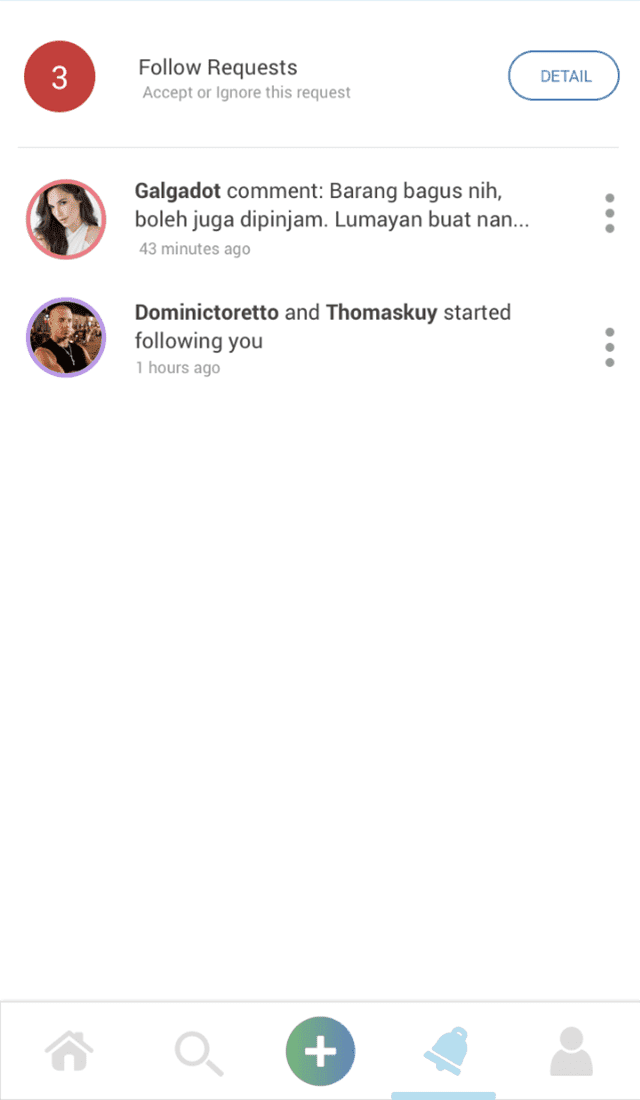 3
Follow Requests
Accept or Ignore this request
DETAIL
Galgadot comment: Barang bagus nih,
boleh juga dipinjam. Lumayan buat nan...
43 minutes ago
Dominictoretto and Thomaskuy started
following you
1 hours ago